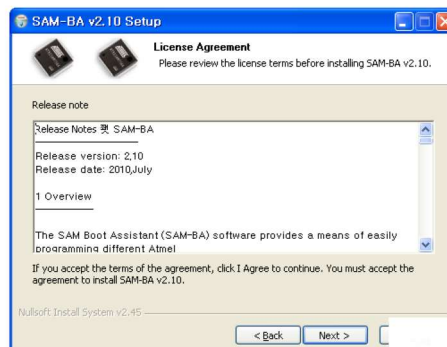 SAM-BA v2.10 Setup
License Agreement
Please review the license terms before installing SAM-BA v2.10.
Release note
Release Notes 팻 SAM-BA
Release version: 2,10
Release date: 2010,July
1 Overview
The SAM Boot Assistant (SAM-BA) software provides a means of easily
programming different Atmel
If you accept the terms of the agreement, click I Agree to continue. You must accept the
agreement to install SAM-BA v2.10.
Nullsoft Install System v2.45
< Back Next >